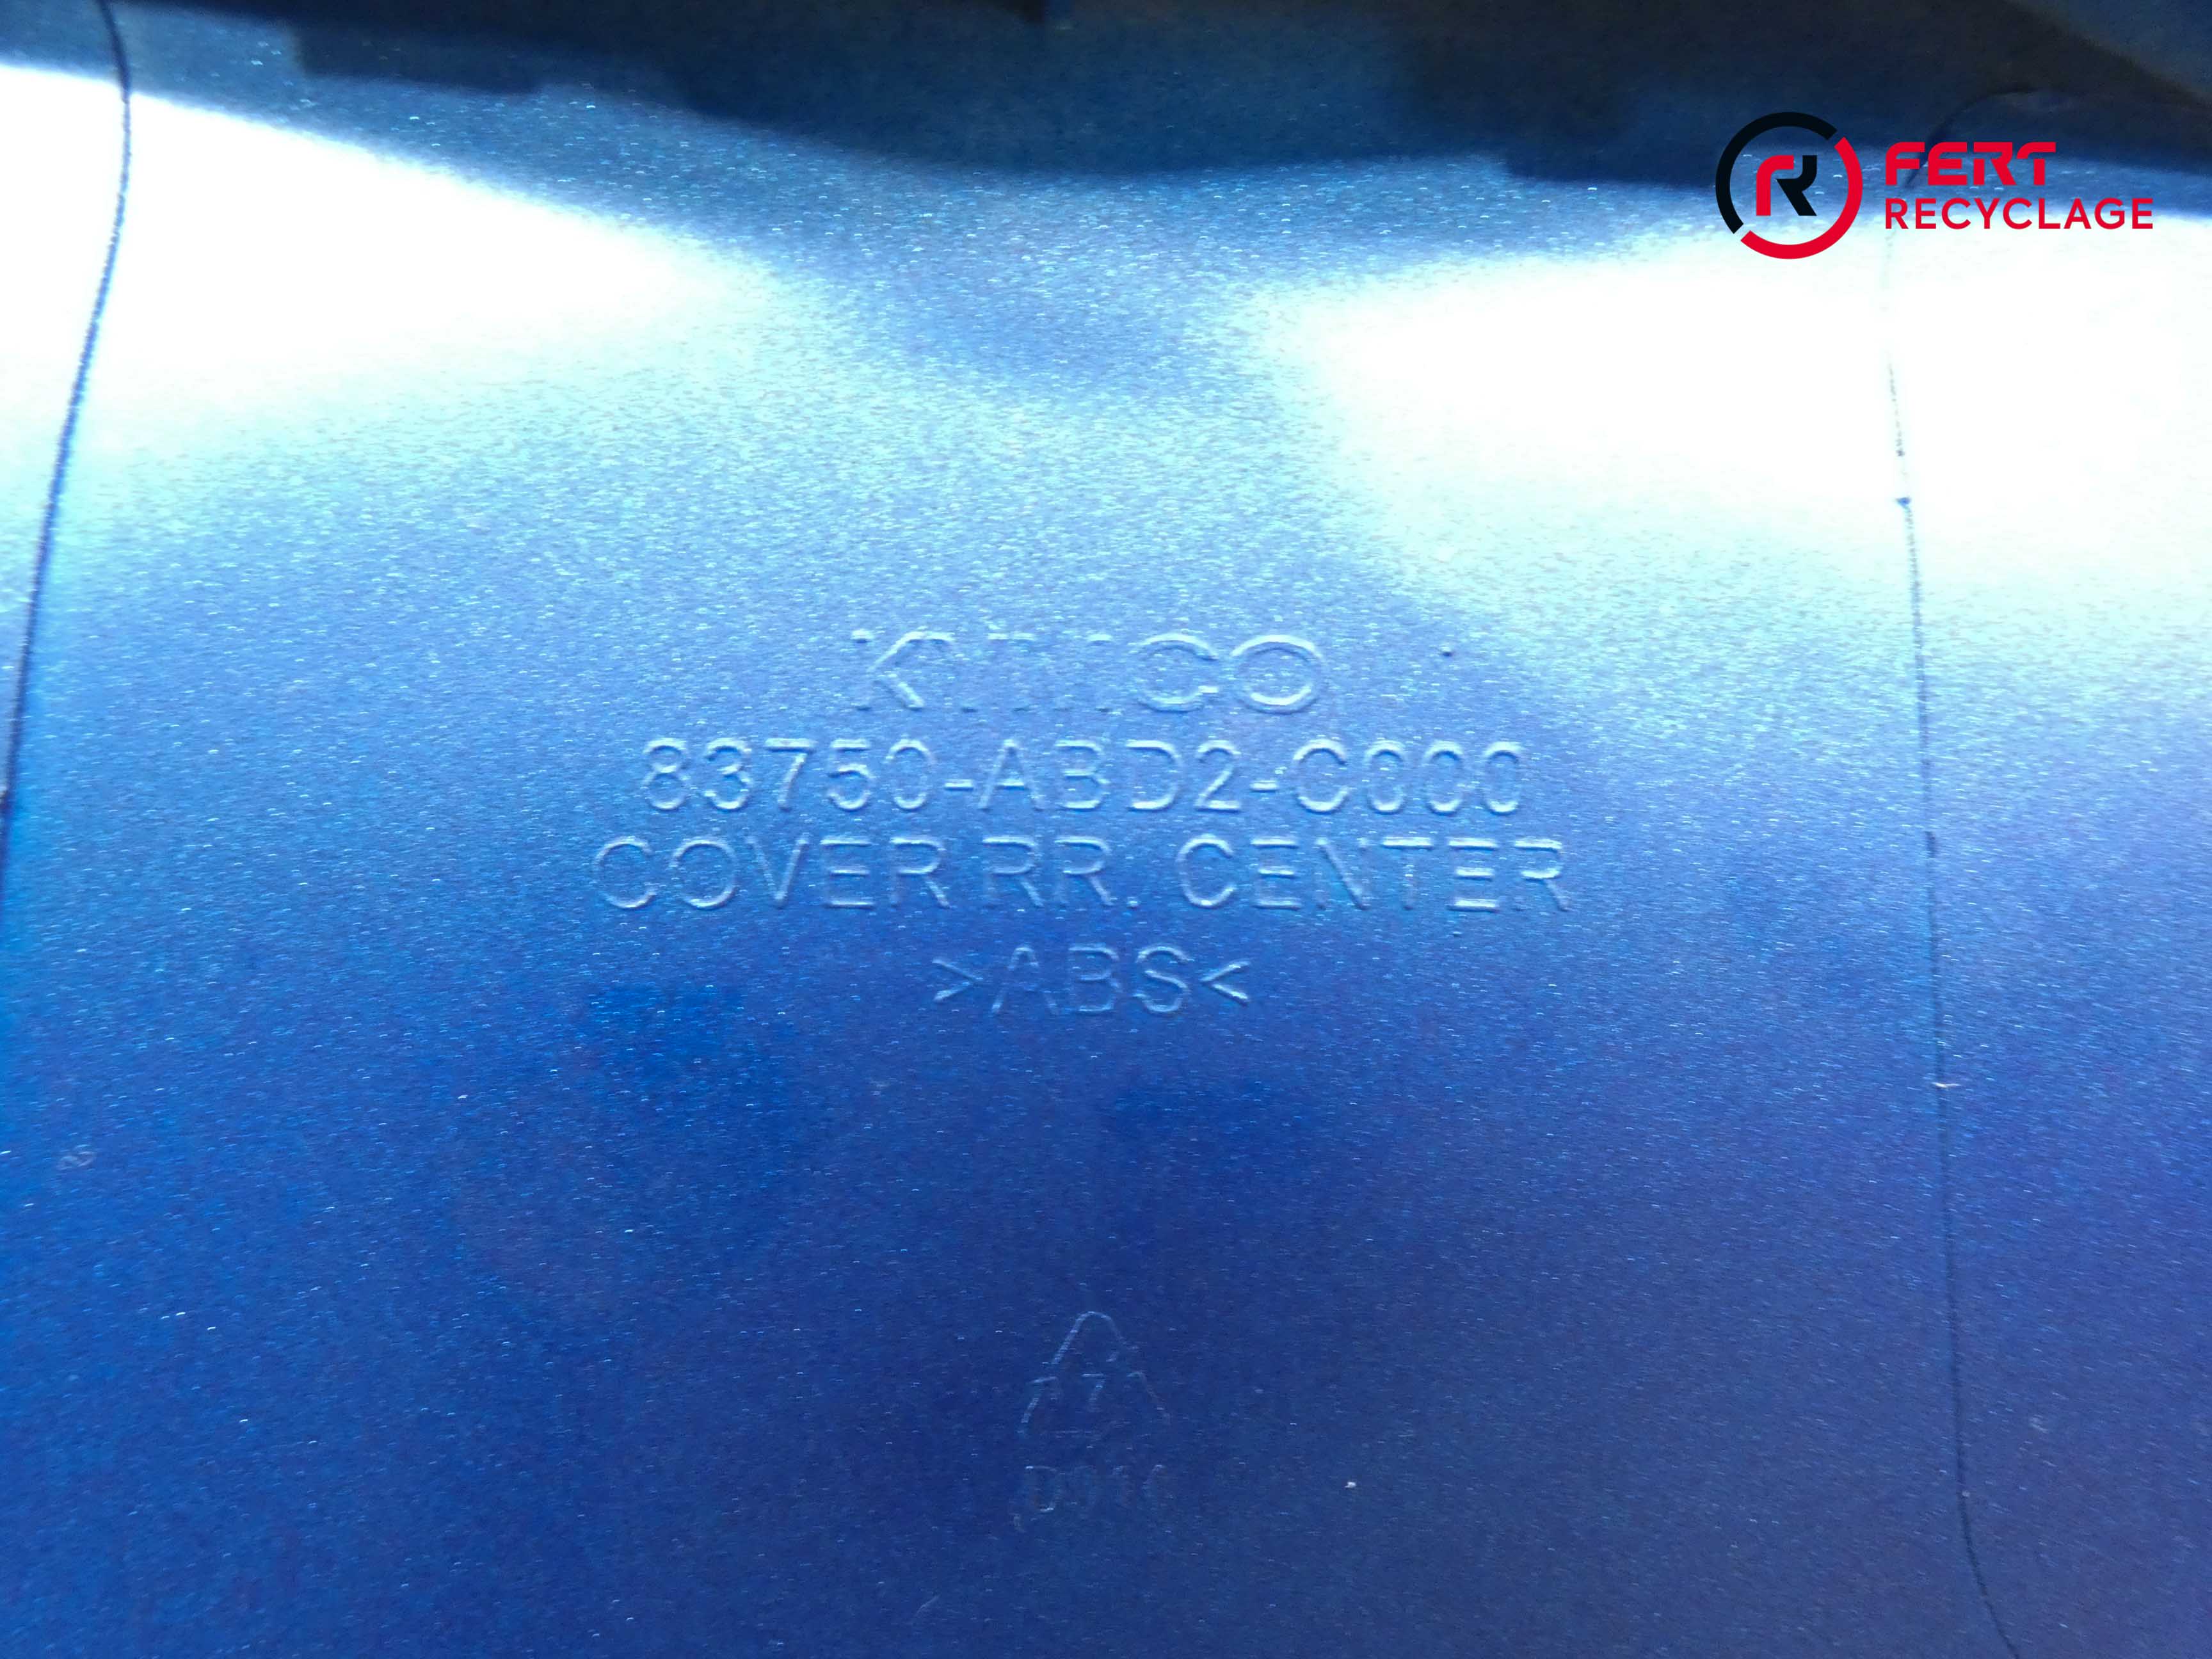 FERT
RECYCLAGE
KYMCO
83750-ABD2-C000
COVER RR. CENTER
>ABS<